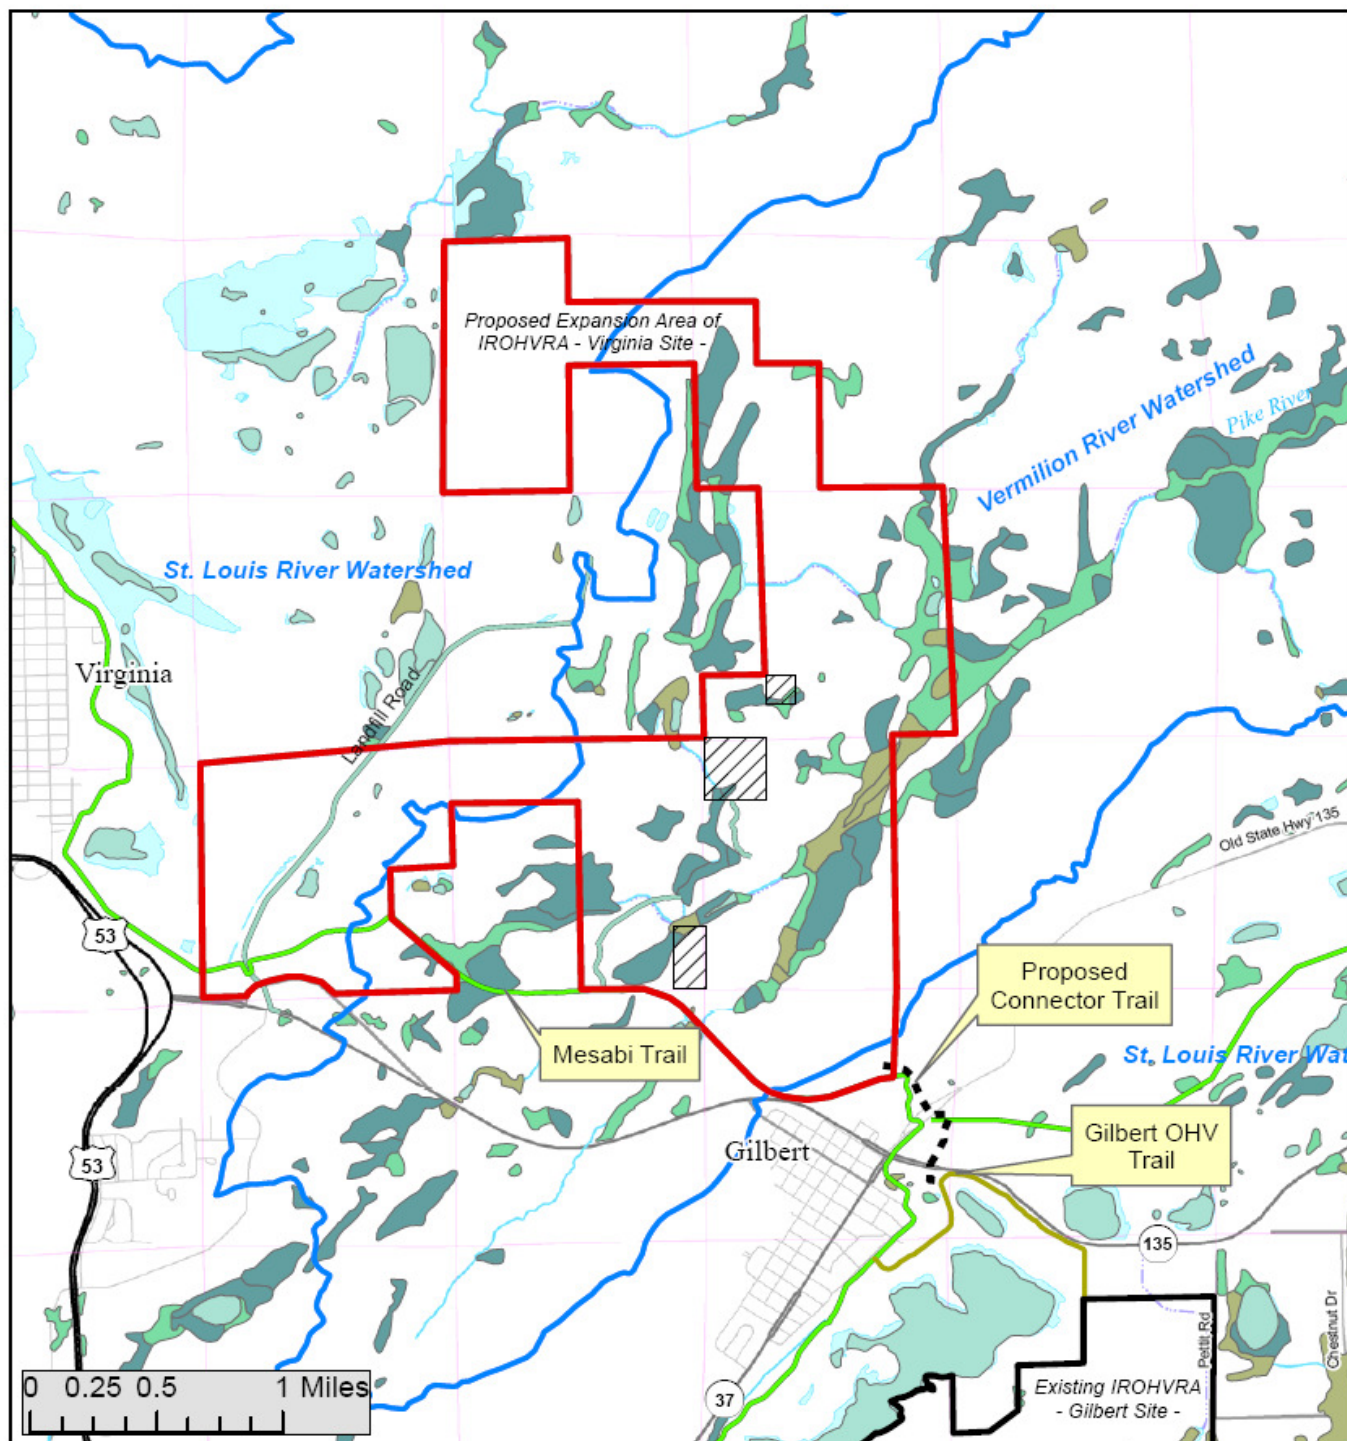 Proposed Expansion Area of
IROHVRA - Virginia Site -
Vermilion River Watershed
Pike River
St. Louis River Watershed
Virginia
Landfill Road
Old State Hwy 135
53
Proposed
Connector Trail
Mesabi Trail
St. Louis River Wat
Gilbert
Gilbert OHV
Trail
53
135
Pettit Rd
Chestnut Dr
0 0.25 0.5 1 Miles
37
Existing IROHVRA
- Gilbert Site -